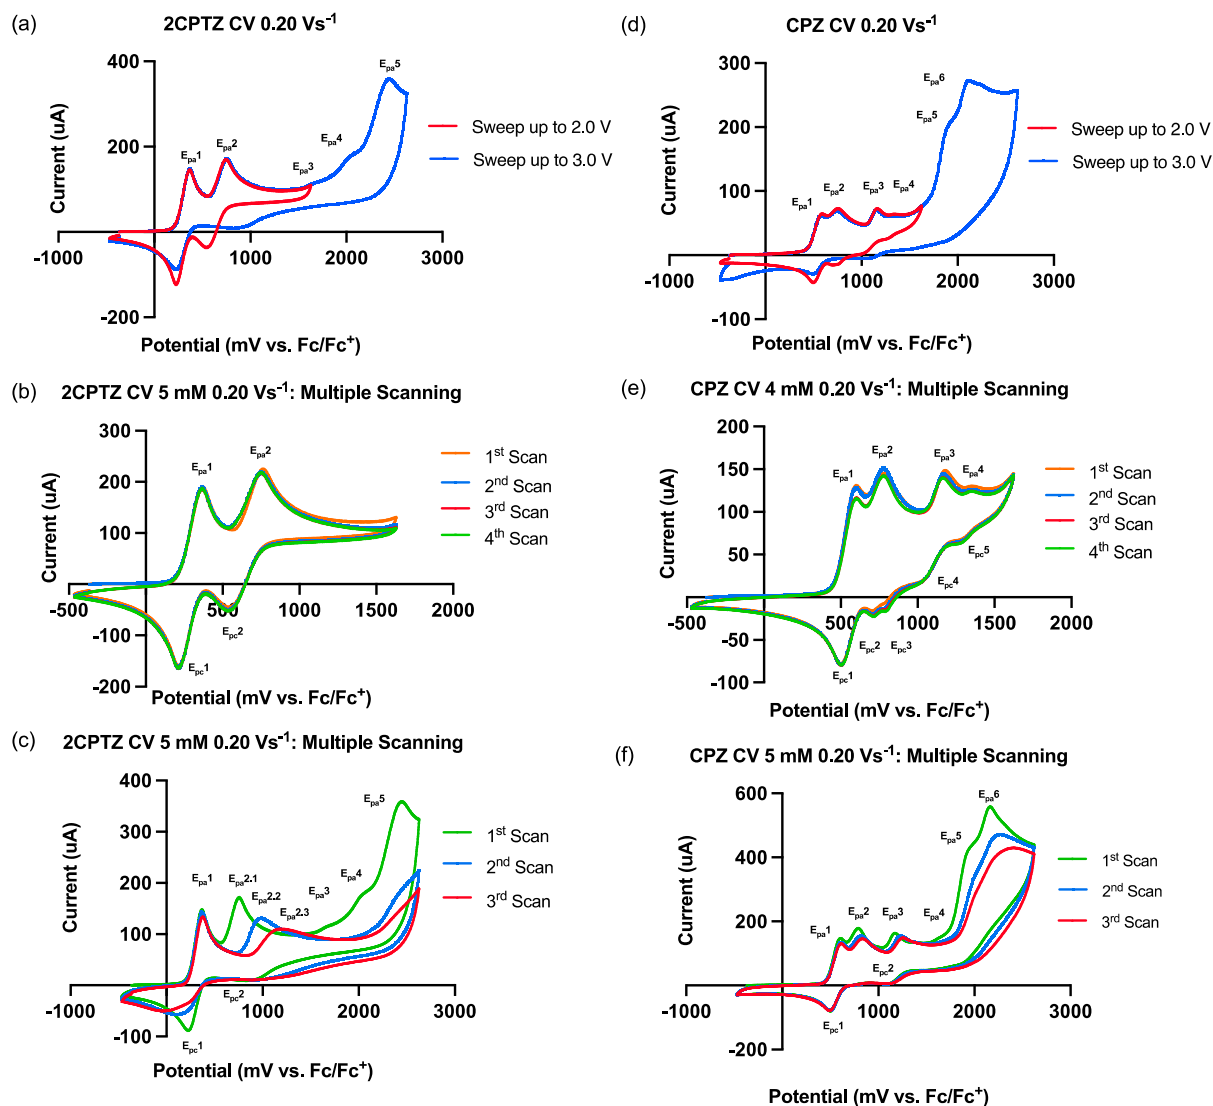 (a)
2CPTZ CV 0.20 Vs-1
400
200
-200
-1000
1000
2000
3000
Current (uA)
Potential (mV vs. Fc/Fc+)
Epa1
Epa2
Epa3
Epa4
Epa5
Sweep up to 2.0 V
Sweep up to 3.0 V
(d)
CPZ CV 0.20 Vs-1
300
200
100
-100
-1000
1000
2000
3000
Current (uA)
Potential (mV vs. Fc/Fc+)
Epa1
Epa2
Epa3
Epa4
Epa5
Epa6
Sweep up to 2.0 V
Sweep up to 3.0 V
(b)
2CPTZ CV 5 mM 0.20 Vs-1: Multiple Scanning
300
200
100
-100
-200
-500
500
1000
1500
2000
Current (uA)
Potential (mV vs. Fc/Fc+)
Epa1
Epa2
Epc1
Epc2
1st Scan
2nd Scan
3rd Scan
4th Scan
(e)
CPZ CV 4 mM 0.20 Vs-1: Multiple Scanning
200
150
100
50
-50
-100
-500
500
1000
1500
2000
Current (uA)
Potential (mV vs. Fc/Fc+)
Epa1
Epa2
Epa3
Epa4
Epc5
Epc4
Epc2
Epc3
Epc1
1st Scan
2nd Scan
3rd Scan
4th Scan
(c)
2CPTZ CV 5 mM 0.20 Vs-1: Multiple Scanning
400
300
200
100
-100
1000
2000
3000
Current (uA)
Potential (mV vs. Fc/Fc+)
Epa1
Epa2.1
Epa2.2
Epa2.3
Epa3
Epa4
Epa5
Epc2
Epc1
1st Scan
2nd Scan
3rd Scan
(f)
CPZ CV 5 mM 0.20 Vs-1: Multiple Scanning
600
400
200
-200
1000
2000
3000
Current (uA)
Potential (mV vs. Fc/Fc+)
Epa1
Epa2
Epa3
Epa4
Epa5
Epa6
Epc2
Epc1
1st Scan
2nd Scan
3rd Scan